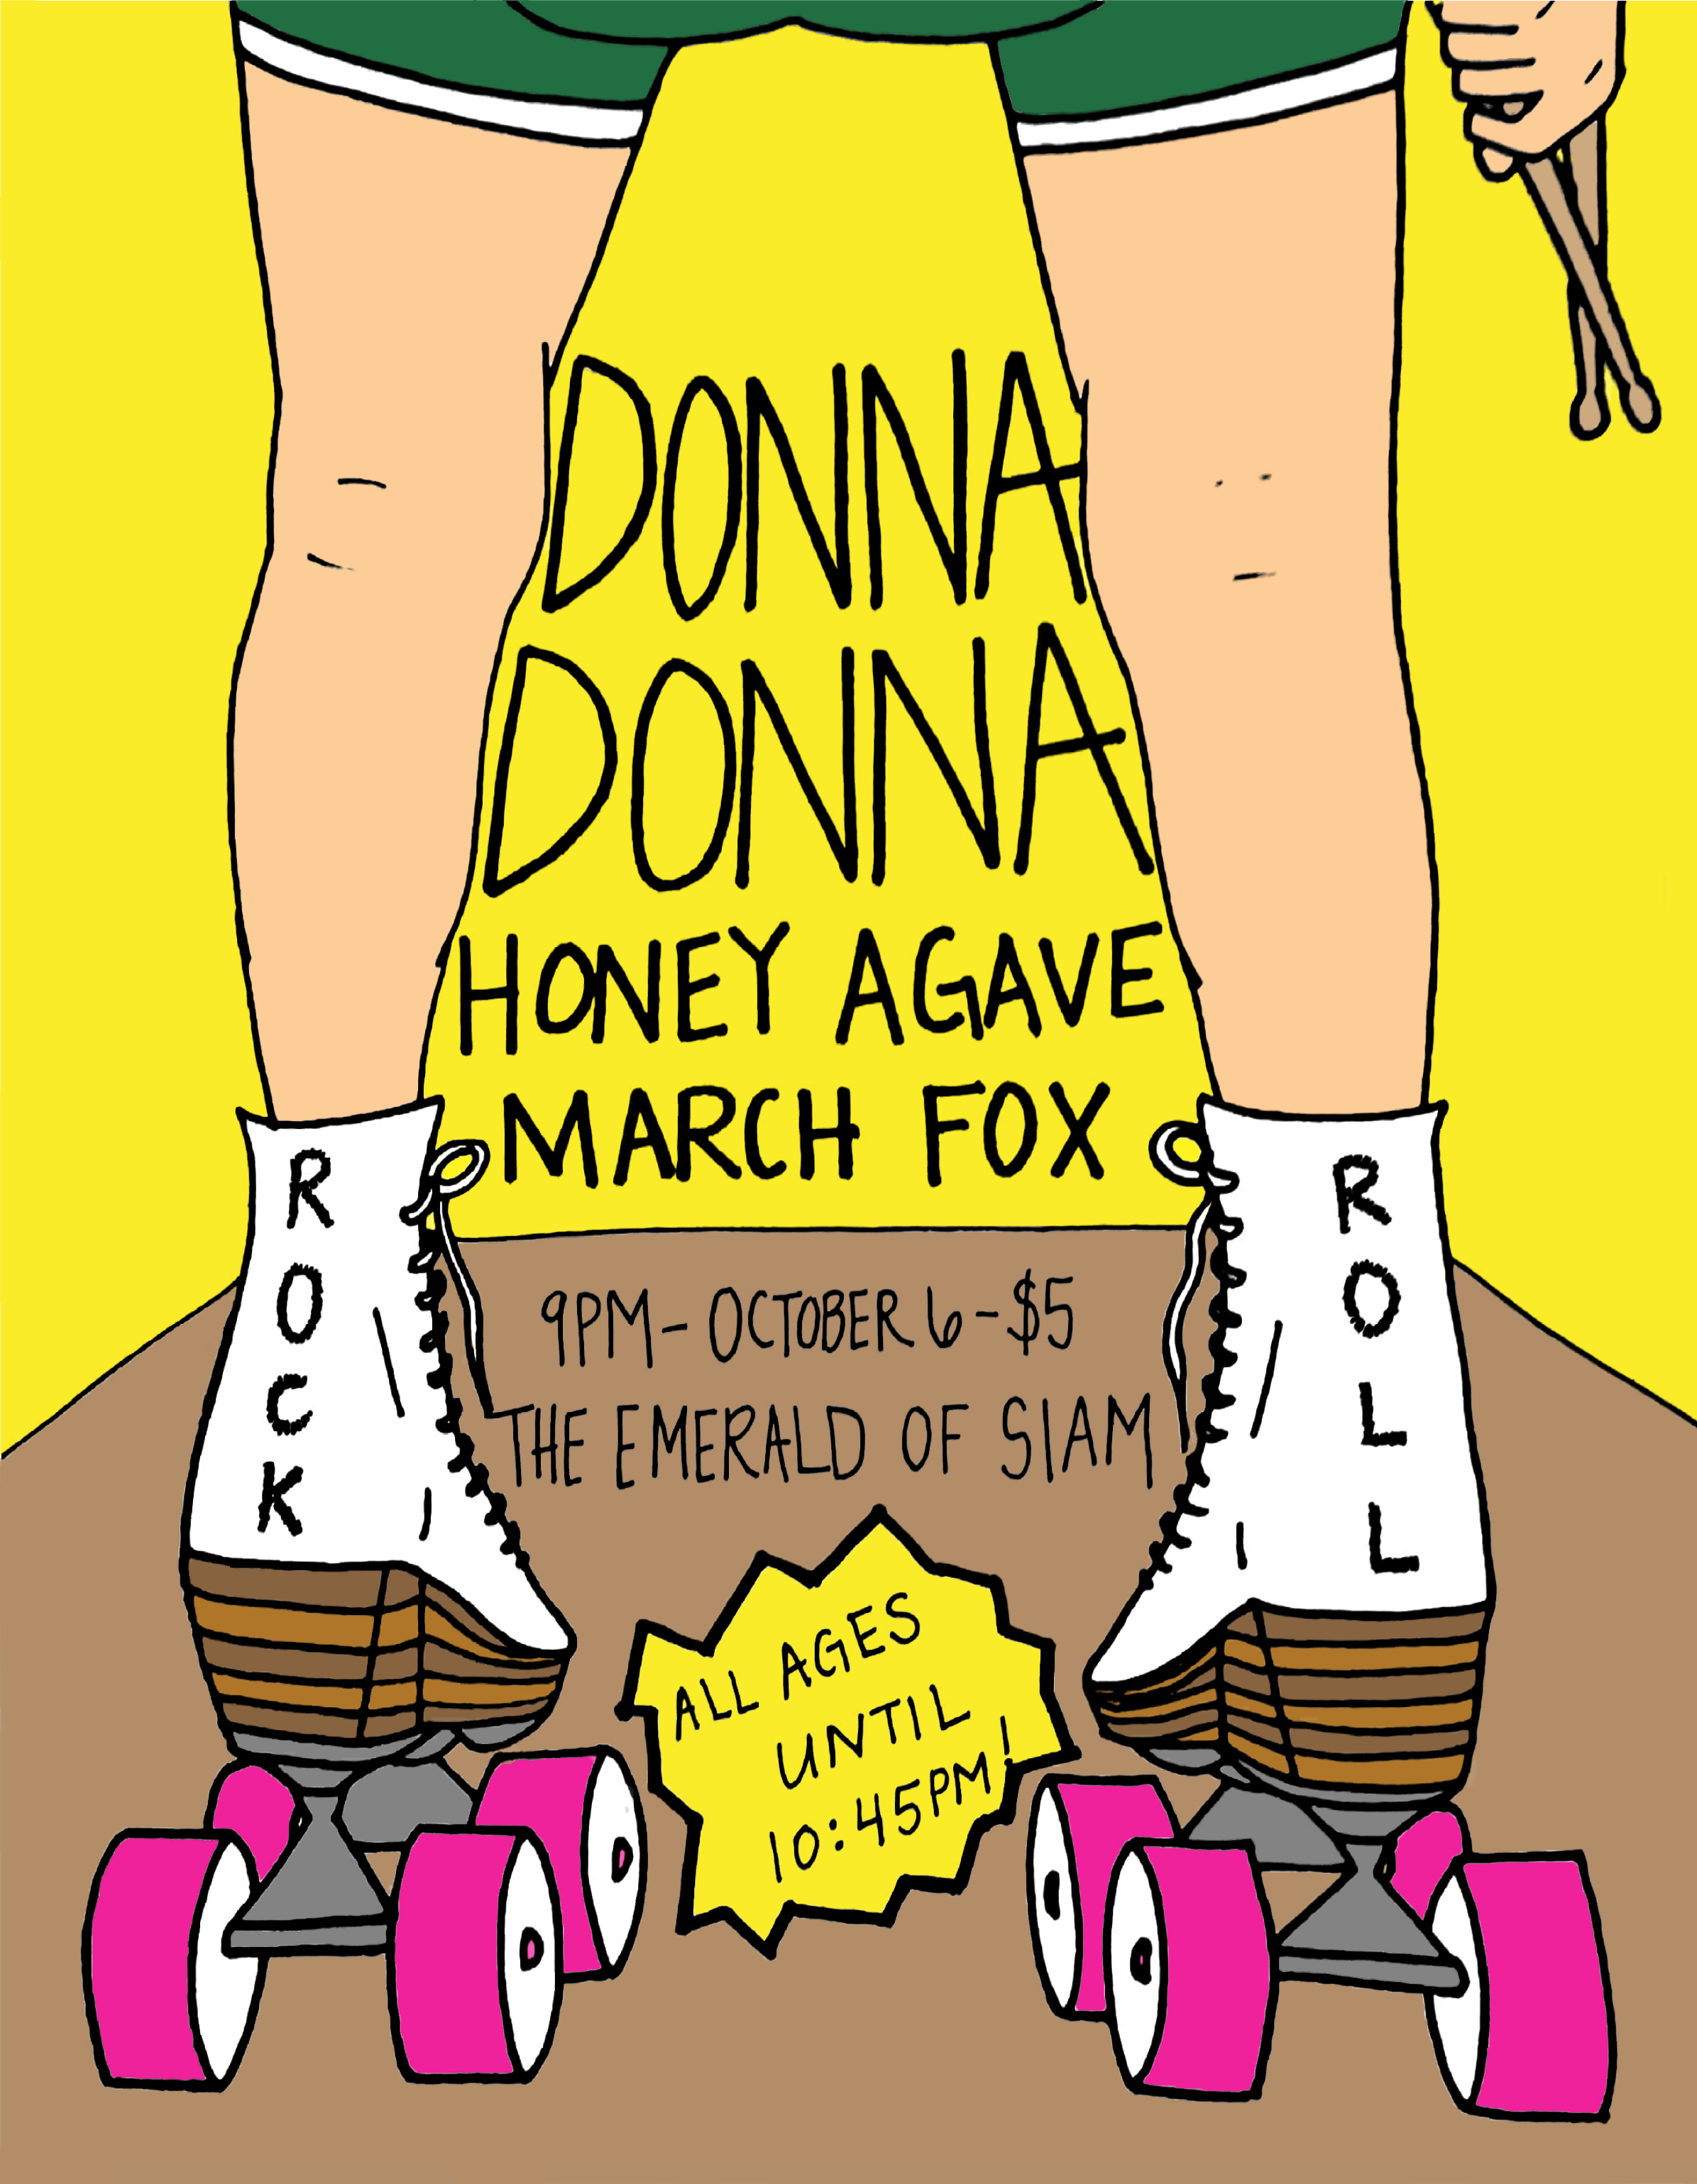 DONNA
DONNA
HONEY AGAVE
MARCH FOX
ROCK
ROLL
9PM-OCTOBER 6-$5
THE EMERALD OF SIAM
ALL AGES
UNTIL
10:45PM!